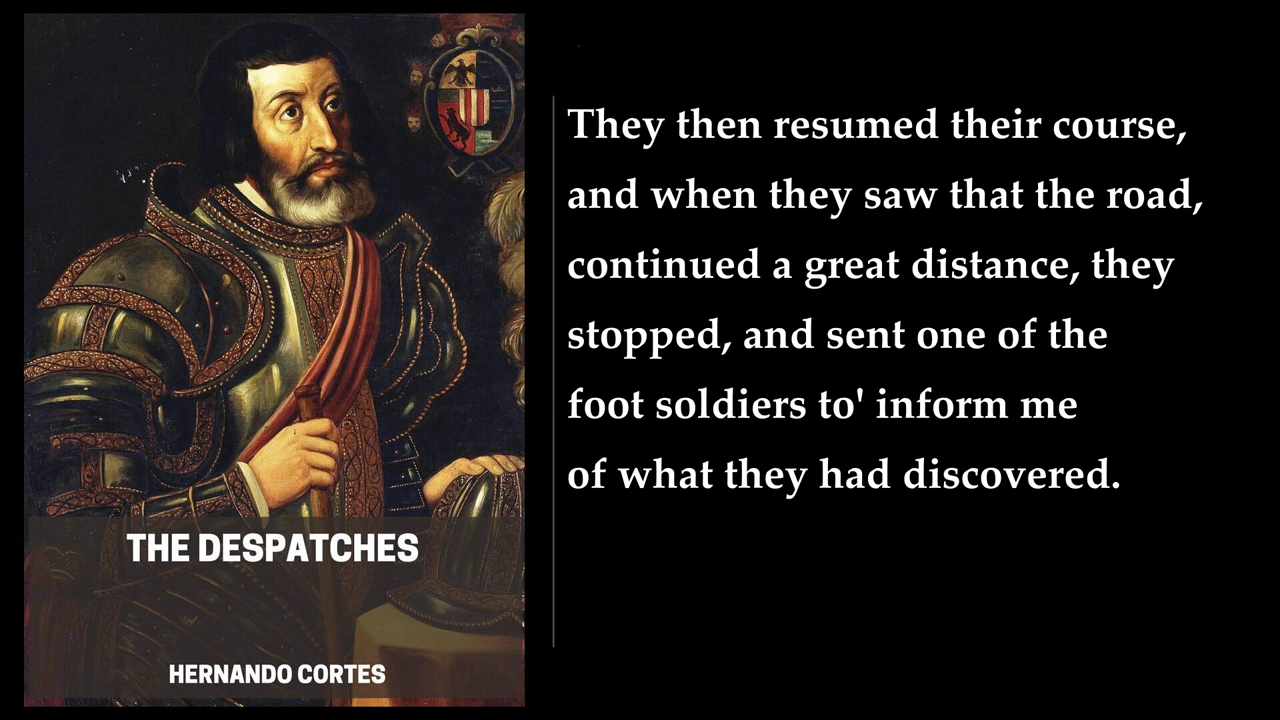 THE DESPATCHES
HERNANDO CORTES
They then resumed their course,
and when they saw that the road,
continued a great distance, they
stopped, and sent one of the
foot soldiers to' inform me
of what they had discovered.